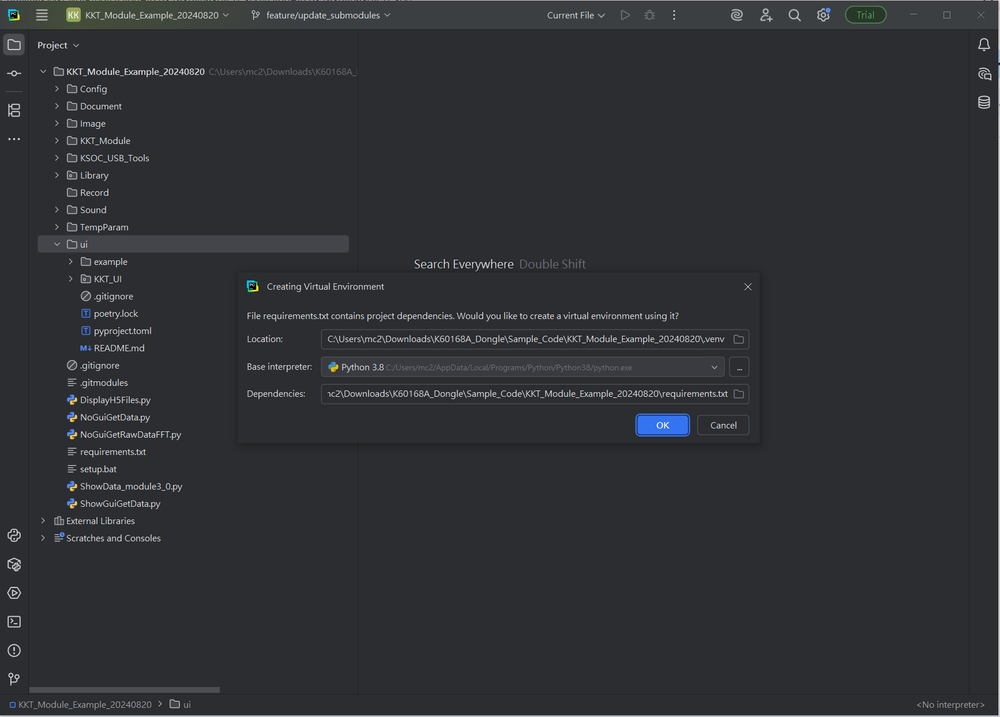 KK KKT_Module_Example_20240820 feature/update_submodules Current File Trial
Project
KKT_Module_Example_20240820 C:\Users\mc2\Downloads\K60168A_
Config
Document
Image
KKT_Module
KSOC_USB_Tools
Library
Record
Sound
TempParam
ui
example
KKT_UI
.gitignore
poetry.lock
pyproject.toml
README.md
.gitignore
.gitmodules
DisplayH5Files.py
NoGuiGetData.py
NoGuiGetRawDataFFT.py
requirements.txt
setup.bat
ShowData_module3_0.py
ShowGuiGetData.py
External Libraries
Scratches and Consoles
Search Everywhere Double Shift
Creating Virtual Environment
File requirements.txt contains project dependencies. Would you like to create a virtual environment using it?
Location: C:\Users\mc2\Downloads\K60168A_Dongle\Sample_Code\KKT_Module_Example_20240820\.venv
Base interpreter: Python 3.8 C:/Users/mc2/AppData/Local/Programs/Python/Python38/python.exe ...
Dependencies: mc2\Downloads\K60168A_Dongle\Sample_Code\KKT_Module_Example_20240820\requirements.txt
OK Cancel
KKT_Module_Example_20240820 > ui <No interpreter>